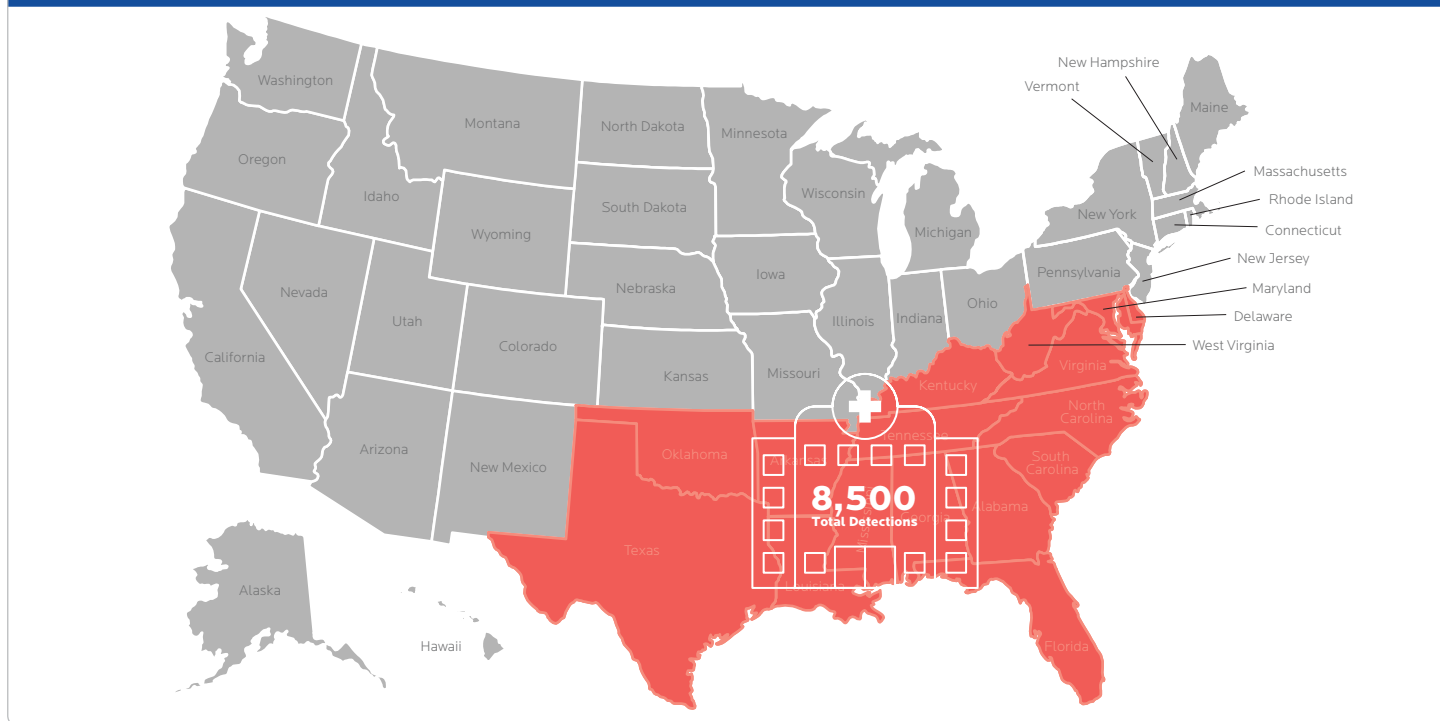 New Hampshire
Vermont
Washington
Maine
Montana
North Dakota
Minnesota
Oregon
Massachusetts
Idaho
Wisconsin
Rhode Island
South Dakota
New York
Wyoming
Michigan
Connecticut
New Jersey
Iowa
Pennsylvania
Nebraska
Maryland
Nevada
Ohio
Utah
Illinois
Indiana
Delaware
Colorado
West Virginia
California
Virginia
Missouri
Kansas
Kentucky
North
Carolina
Tennessee
Arizona
Oklahoma
Arkansas
South
Carolina
New Mexico
8,500
Total Detections
Alabama
Georgia
Mississippi
Texas
Louisiana
Alaska
Hawaii
Florida